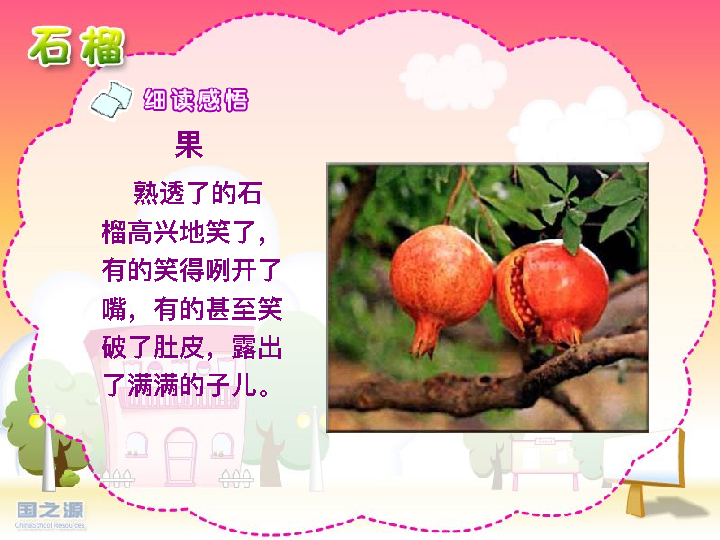 石榴
细读感悟
果
熟透了的石
榴高兴地笑了，
有的笑得咧开了
嘴，有的甚至笑
破了肚皮，露出
了满满的子儿。
国之源
ChinaSchool Resources